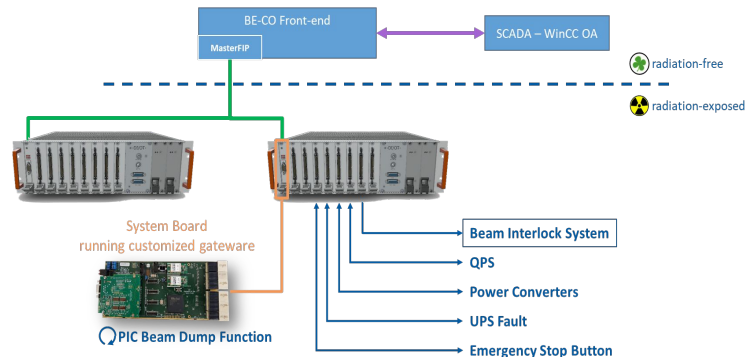 BE-CO Front-end
MasterFIP
SCADA – WinCC OA
radiation-free
radiation-exposed
System Board
running customized gateware
PIC Beam Dump Function
Beam Interlock System
QPS
Power Converters
UPS Fault
Emergency Stop Button